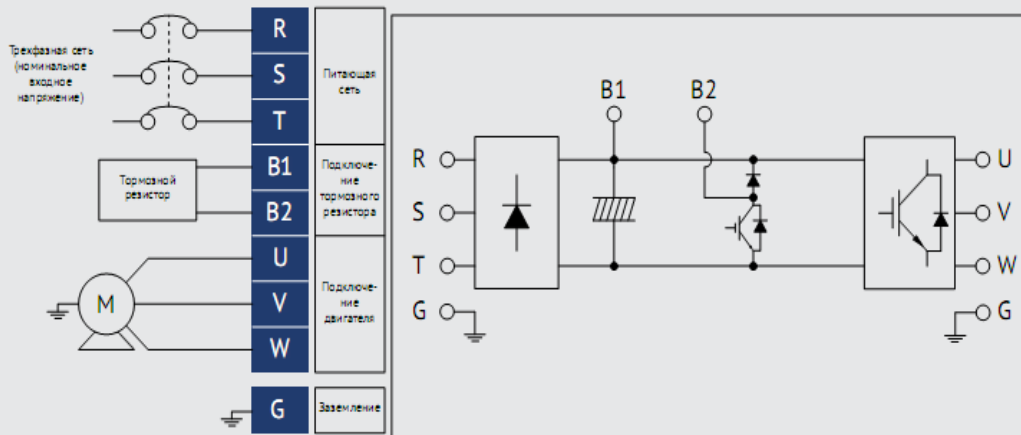 Трехфазная сеть
(номинальное
входное
напряжение)
R
S
T
Питающая
сеть
Тормозной
резистор
B1
B2
Подключе-
ние
тормозного
резистора
M
U
V
W
Подключе-
ние
двигателя
G
Заземление
B1
B2
R
S
T
G
U
V
W
G